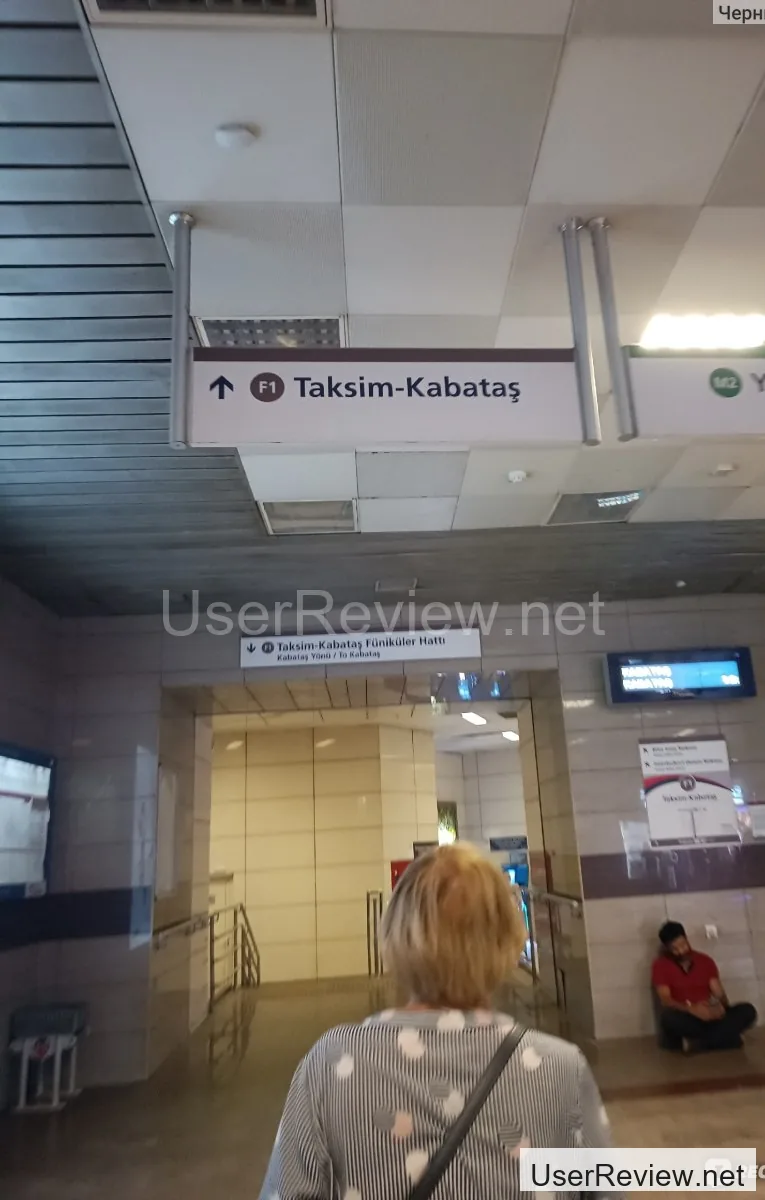 Черн
F1 Taksim-Kabataş
M2 Y
UserReview.net
F1 Taksim-Kabataş Füniküler Hattı
Kabataş Yönü / To Kabataş
F1
Taksim-Kabataş
UserReview.net